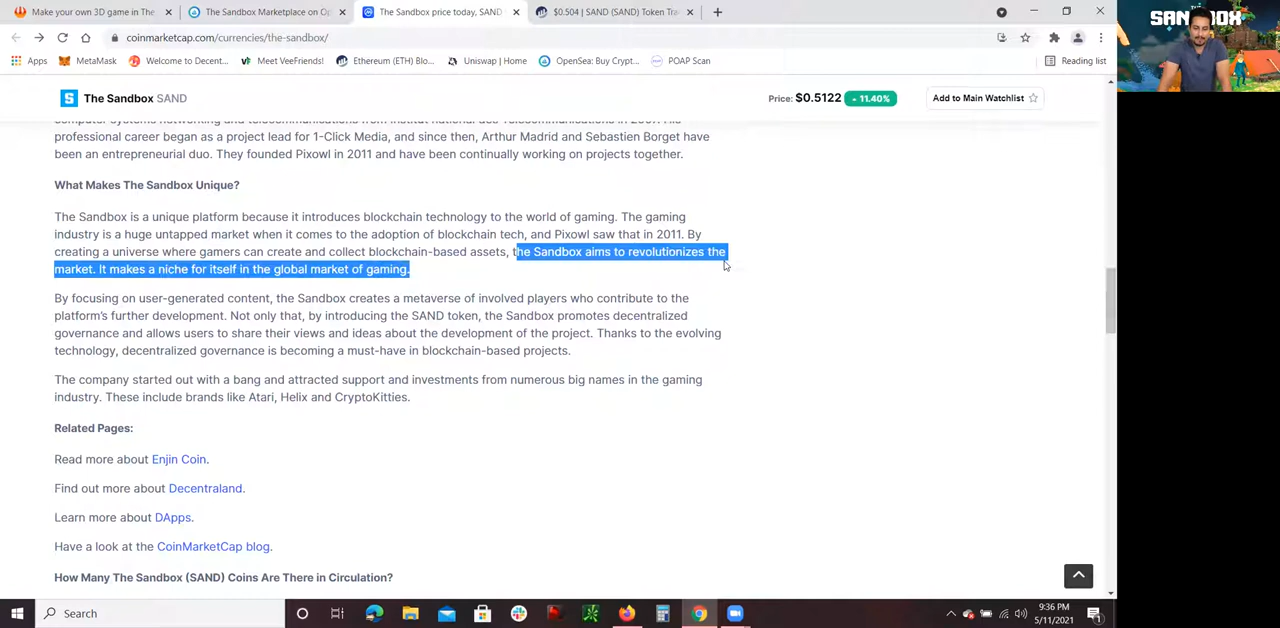 Make your own 3D game in The
The Sandbox Marketplace on Op
The Sandbox price today, SAND
$0.504 | SAND (SAND) Token Tra
coinmarketcap.com/currencies/the-sandbox/
Apps
MetaMask
Welcome to Decent...
Meet VeeFriends!
Ethereum (ETH) Blo...
Uniswap | Home
OpenSea: Buy Crypt...
POAP Scan
Reading list
The Sandbox SAND
Price: $0.5122 11.40%
Add to Main Watchlist
professional career began as a project lead for 1-Click Media, and since then, Arthur Madrid and Sebastien Borget have
been an entrepreneurial duo. They founded Pixowl in 2011 and have been continually working on projects together.
What Makes The Sandbox Unique?
The Sandbox is a unique platform because it introduces blockchain technology to the world of gaming. The gaming
industry is a huge untapped market when it comes to the adoption of blockchain tech, and Pixowl saw that in 2011. By
creating a universe where gamers can create and collect blockchain-based assets, the Sandbox aims to revolutionizes the
market. It makes a niche for itself in the global market of gaming.
By focusing on user-generated content, the Sandbox creates a metaverse of involved players who contribute to the
platform's further development. Not only that, by introducing the SAND token, the Sandbox promotes decentralized
governance and allows users to share their views and ideas about the development of the project. Thanks to the evolving
technology, decentralized governance is becoming a must-have in blockchain-based projects.
The company started out with a bang and attracted support and investments from numerous big names in the gaming
industry. These include brands like Atari, Helix and CryptoKitties.
Related Pages:
Read more about Enjin Coin.
Find out more about Decentraland.
Learn more about DApps.
Have a look at the CoinMarketCap blog.
How Many The Sandbox (SAND) Coins Are There in Circulation?
Search
9:36 PM
5/11/2021